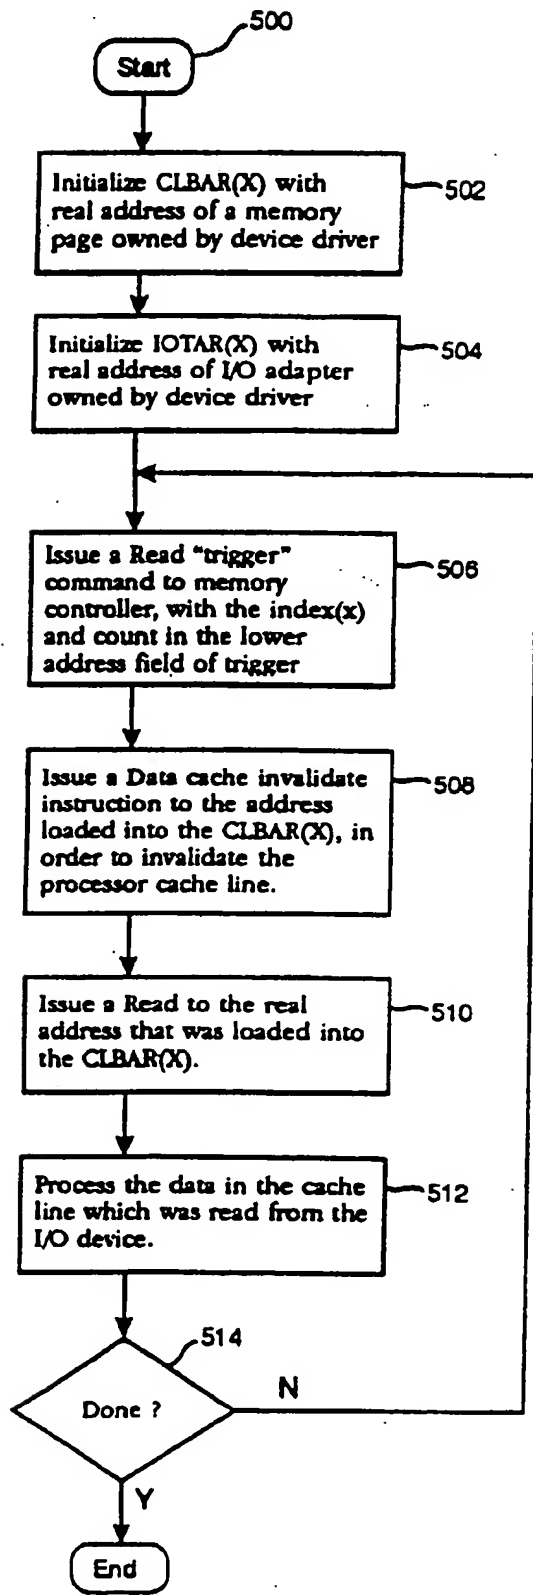 500
Start
Initialize CLBAR(X) with
real address of a memory
page owned by device driver
502
Initialize IOTAR(X) with
real address of I/O adapter
owned by device driver
504
Issue a Read "trigger"
command to memory
controller, with the index(x)
and count in the lower
address field of trigger
506
Issue a Data cache invalidate
instruction to the address
loaded into the CLBAR(X), in
order to invalidate the
processor cache line.
508
Issue a Read to the real
address that was loaded into
the CLBAR(X).
510
Process the data in the cache
line which was read from the
I/O device.
512
514
Done ?
N
Y
End